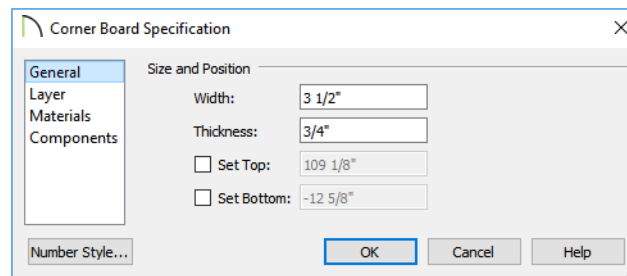 Corner Board Specification
General
Layer
Materials
Components
Size and Position
Width: 3 1/2"
Thickness: 3/4"
Set Top: 109 1/8"
Set Bottom: -12 5/8"
Number Style... OK Cancel Help